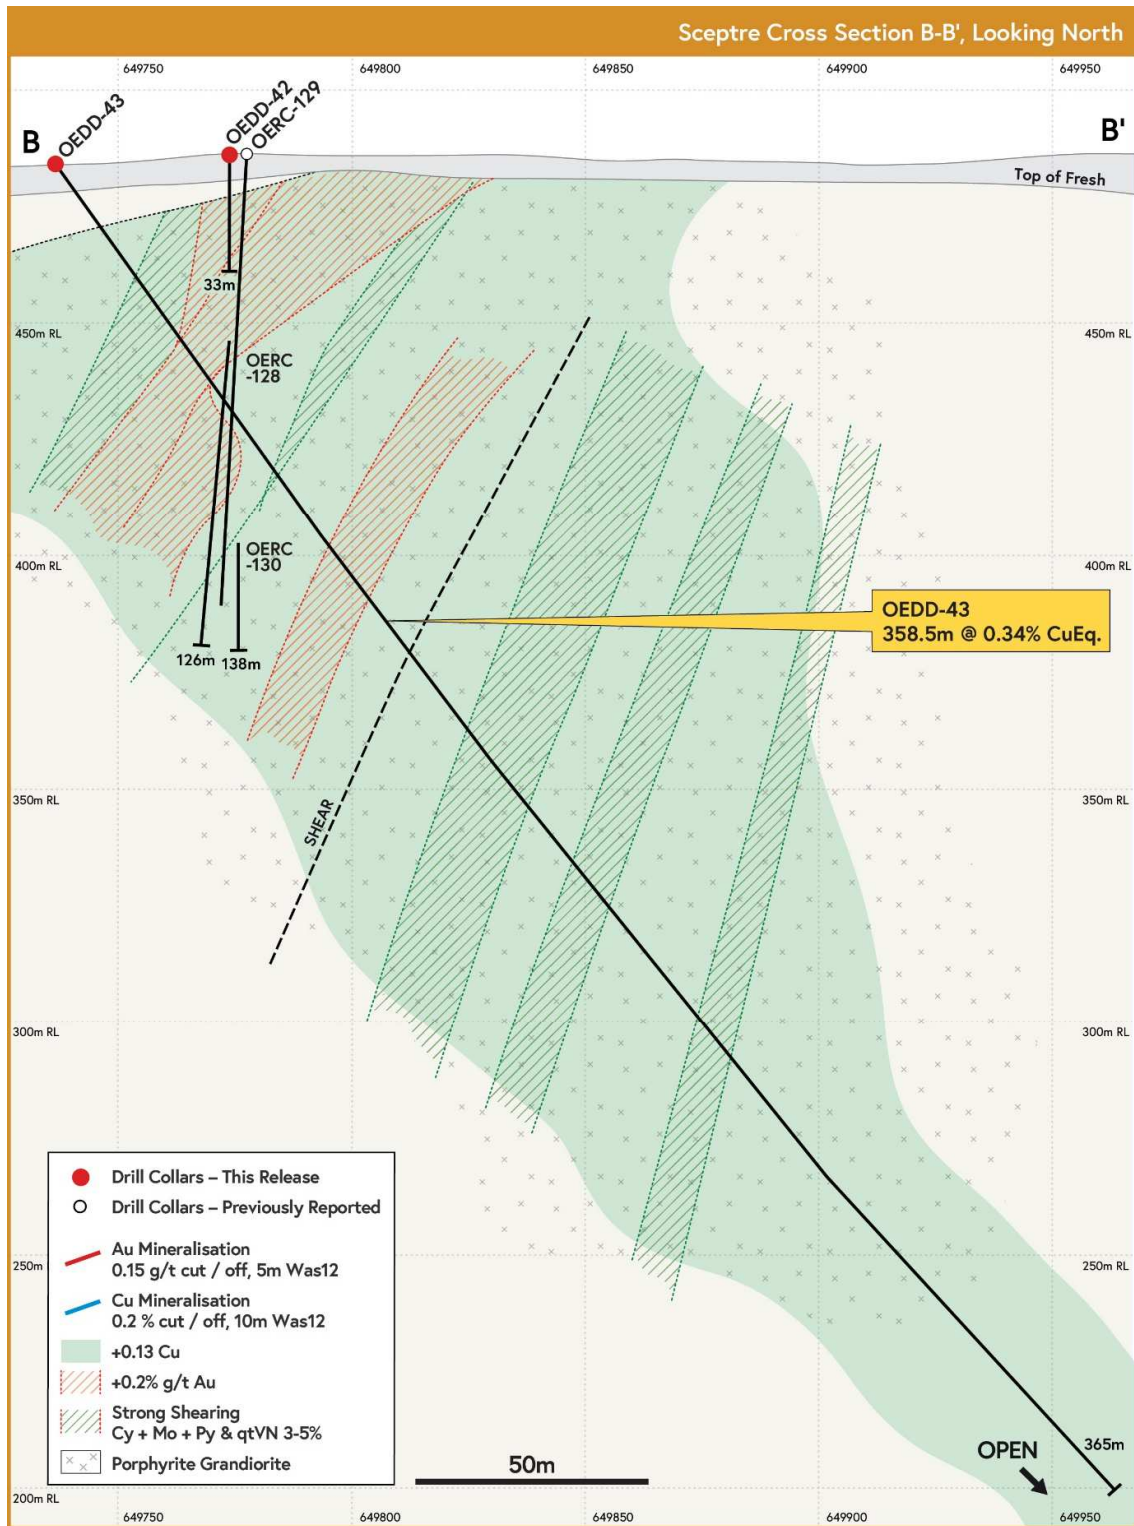 Sceptre Cross Section B-B', Looking North
649750
649800
649850
649900
649950
B
OEDD-43
OEDD-42
OERC-129
B'
Top of Fresh
33m
450m RL
450m RL
OERC
-128
OERC
-130
400m RL
400m RL
OEDD-43
358.5m @ 0.34% CuEq.
126m
138m
350m RL
350m RL
SHEAR
300m RL
300m RL
Drill Collars – This Release
Drill Collars – Previously Reported
Au Mineralisation
0.15 g/t cut / off, 5m Was12
Cu Mineralisation
0.2 % cut / off, 10m Was12
+0.13 Cu
+0.2% g/t Au
Strong Shearing
Cy + Mo + Py & qtVN 3-5%
Porphyrite Grandiorite
250m
250m RL
50m
OPEN
365m
200m RL
649750
649800
649850
649900
649950